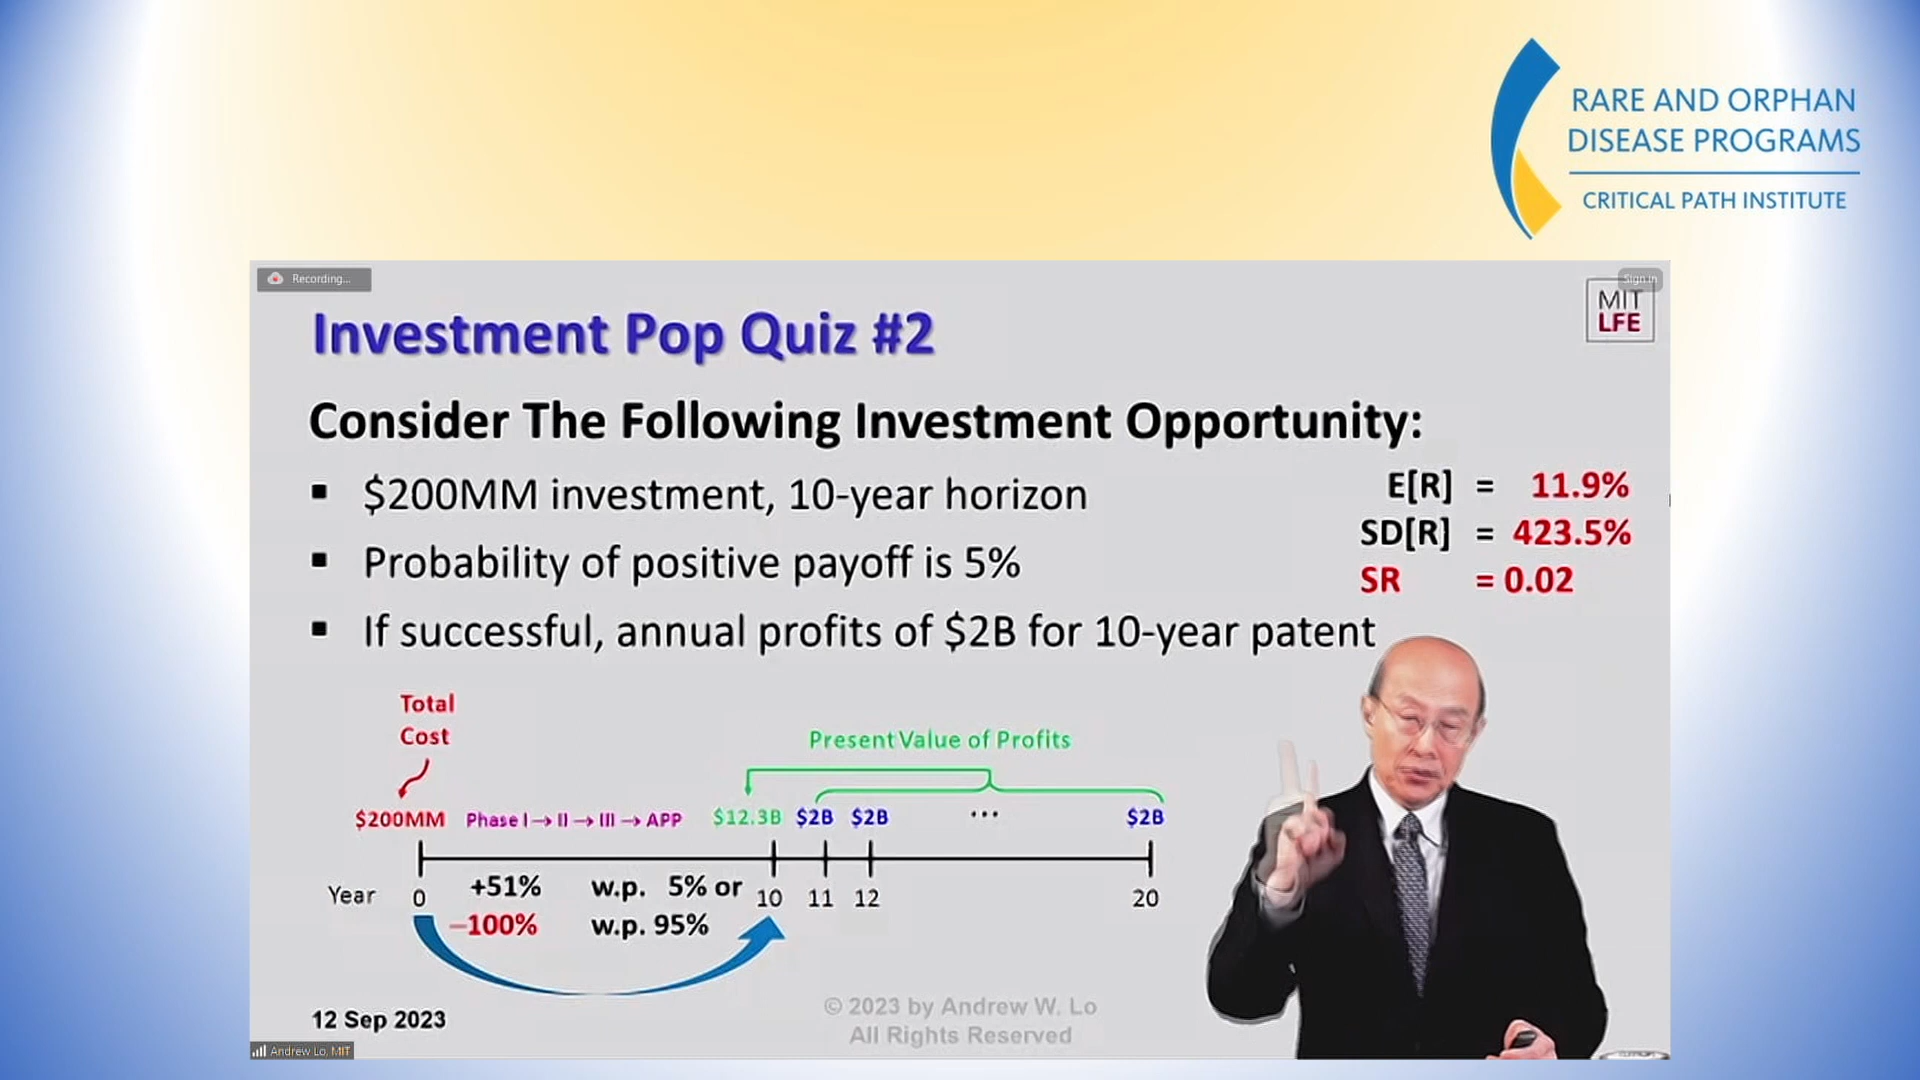 RARE AND ORPHAN
DISEASE PROGRAMS
CRITICAL PATH INSTITUTE
Recording...
Sign in
MIT
LFE
Investment Pop Quiz #2
Consider The Following Investment Opportunity:
▪ $200MM investment, 10-year horizon
▪ Probability of positive payoff is 5%
▪ If successful, annual profits of $2B for 10-year patent
E[R] = 11.9%
SD[R] = 423.5%
SR = 0.02
Total
Cost
Present Value of Profits
$200MM Phase I→II→III→APP $12.3B $2B $2B ... $2B
Year 0 +51% w.p. 5% or 10 11 12 20
–100% w.p. 95%
12 Sep 2023
© 2023 by Andrew W. Lo
All Rights Reserved
Andrew Lo, MIT